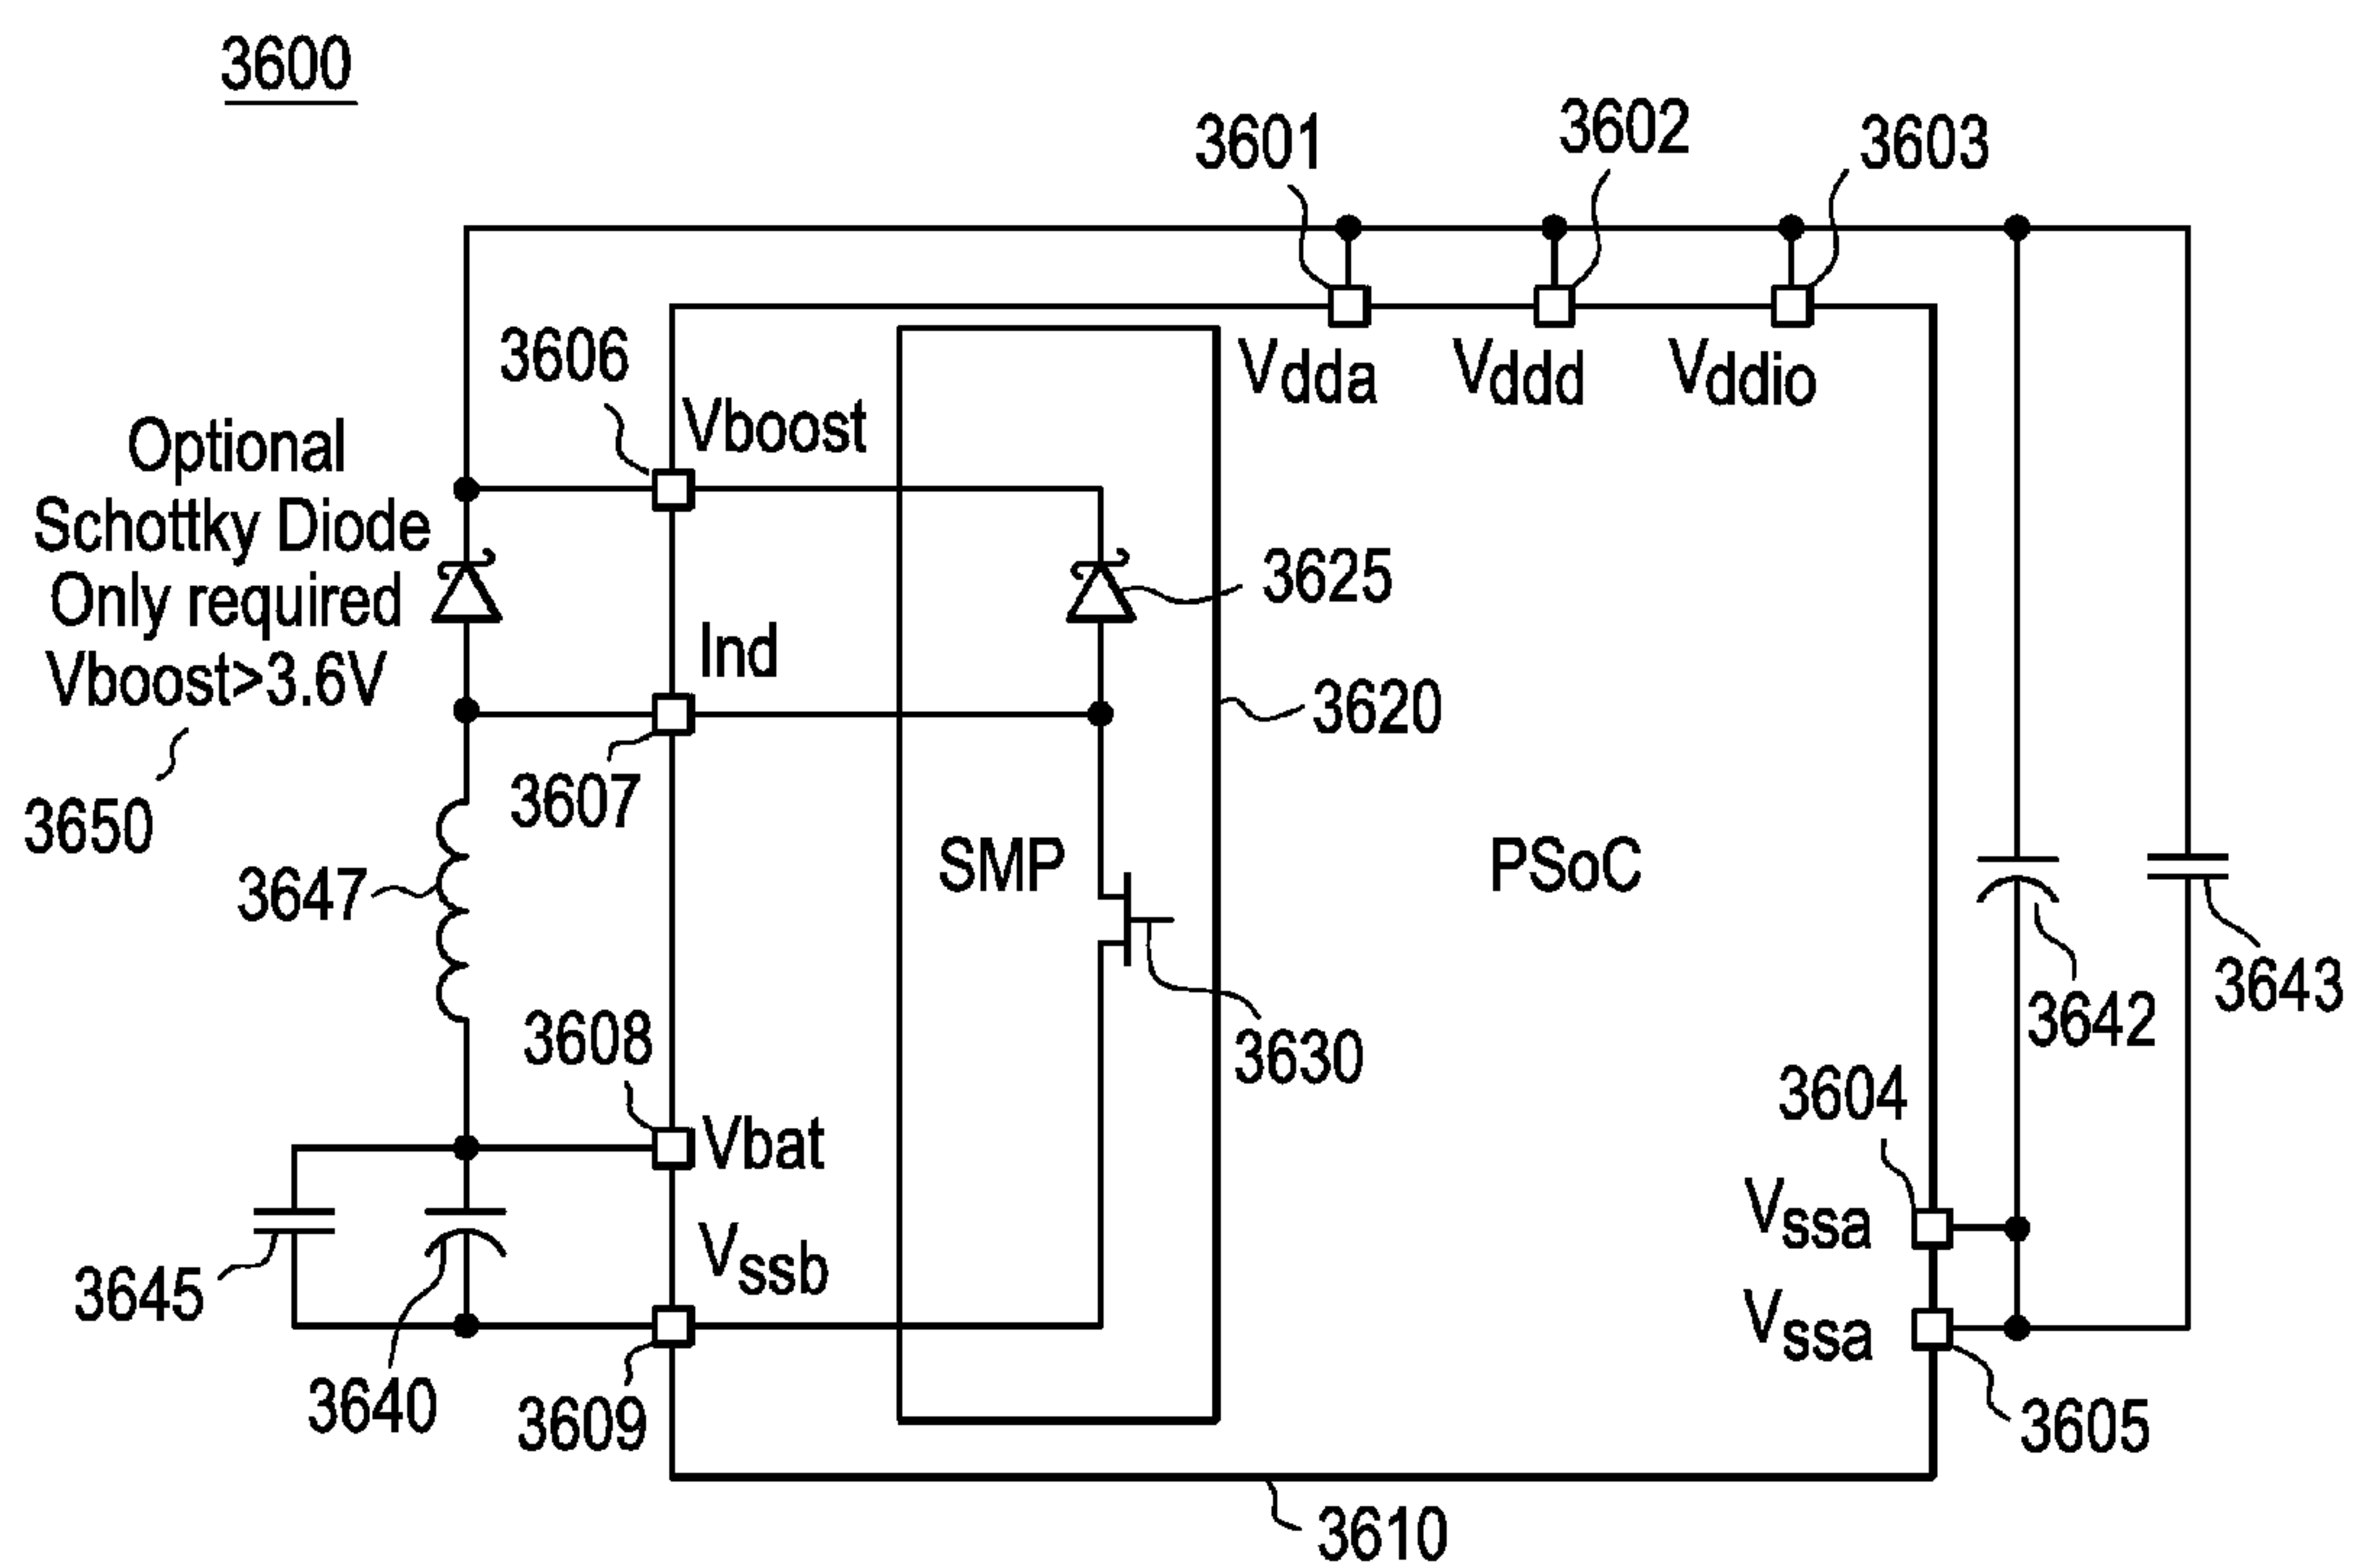 3600
3601
3602
3603
3606
Vdda
Vddd
Vddio
Vboost
Optional
Schottky Diode
Only required
Vboost>3.6V
3625
Ind
3620
3607
3650
3647
SMP
PSoC
3643
3642
3608
3630
3604
Vbat
Vssa
Vssb
3645
Vssa
3640
3609
3605
3610